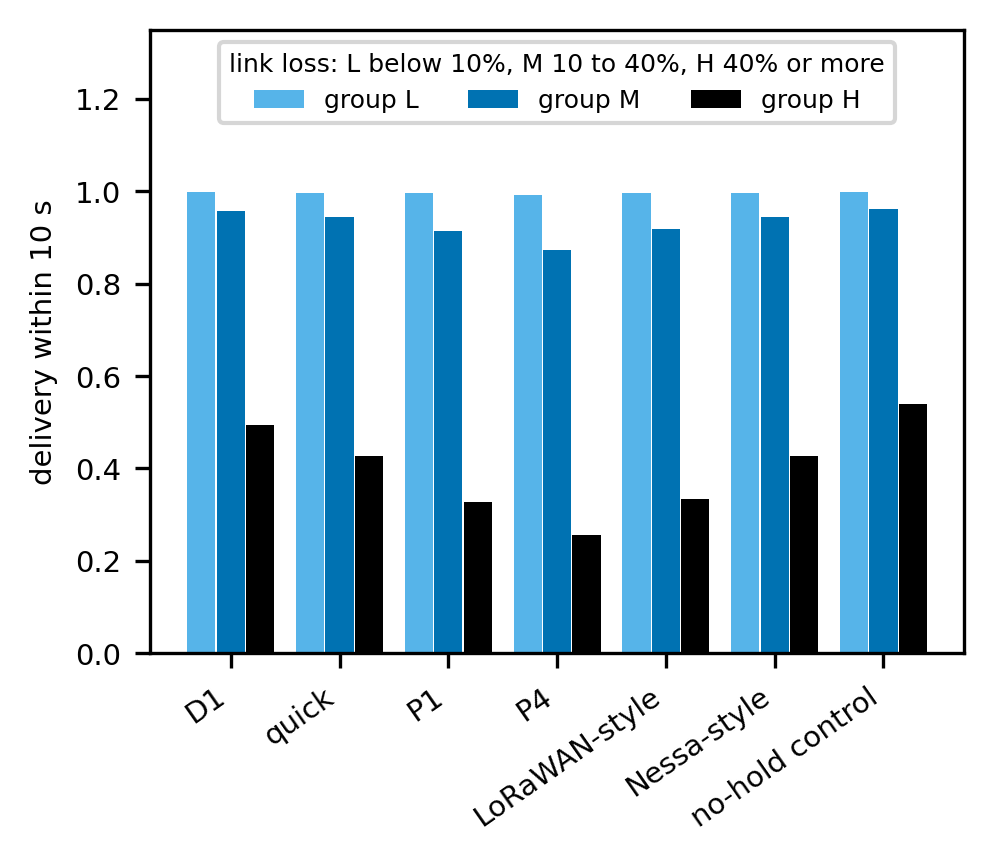 link loss: L below 10%, M 10 to 40%, H 40% or more
group L group M group H
delivery within 10 s
1.2
1.0
0.8
0.6
0.4
0.2
0.0
D1
quick
P1
P4
LoRaWAN-style
Nessa-style
no-hold control